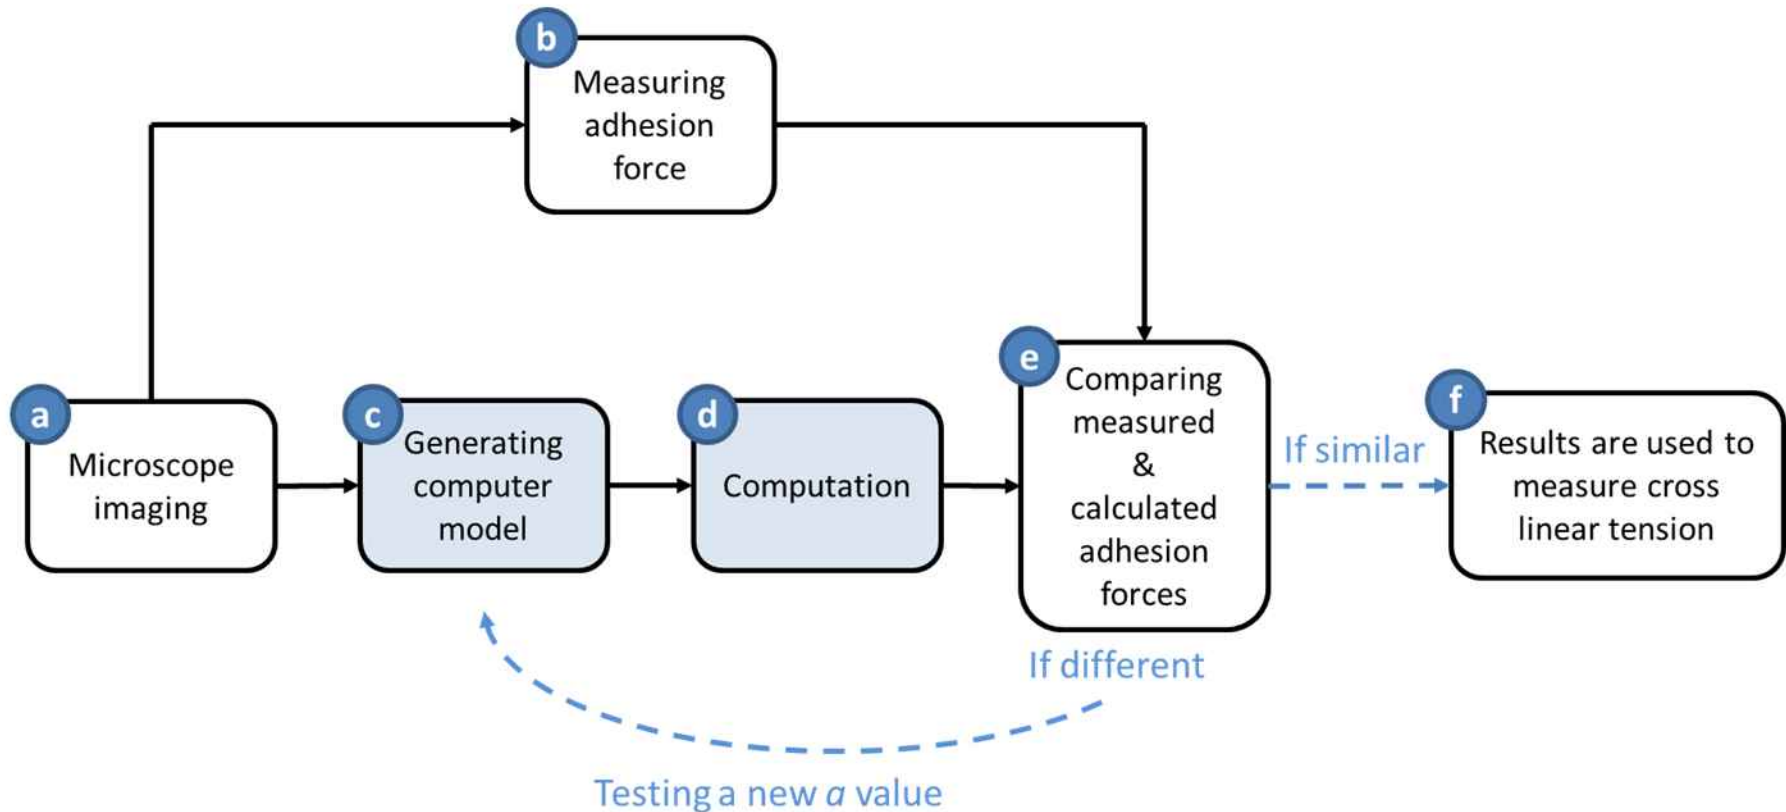 b
Measuring
adhesion
force
a
Microscope
imaging
c
Generating
computer
model
d
Computation
e
Comparing
measured
&
calculated
adhesion
forces
If similar
f
Results are used to
measure cross
linear tension
If different
Testing a new a value